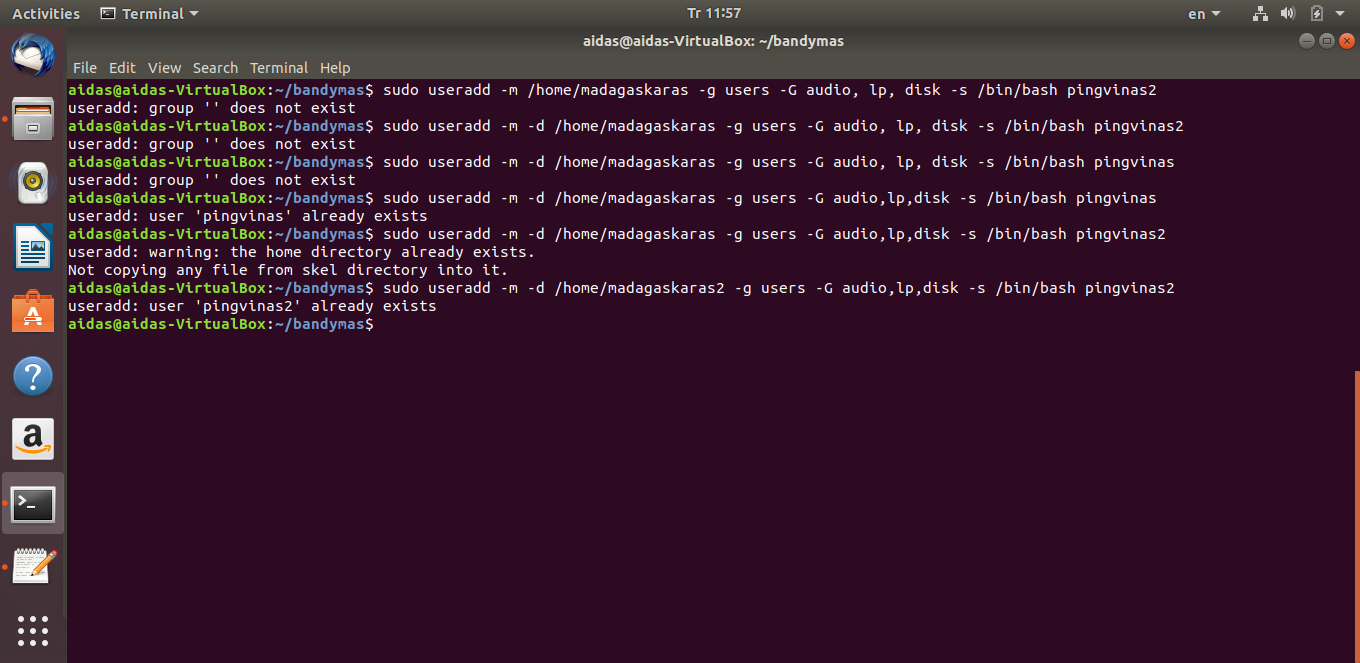 Activities Terminal Tr 11:57 en
aidas@aidas-VirtualBox: ~/bandymas
File Edit View Search Terminal Help
aidas@aidas-VirtualBox:~/bandymas$ sudo useradd -m /home/madagaskaras -g users -G audio, lp, disk -s /bin/bash pingvinas2
useradd: group '' does not exist
aidas@aidas-VirtualBox:~/bandymas$ sudo useradd -m -d /home/madagaskaras -g users -G audio, lp, disk -s /bin/bash pingvinas2
useradd: group '' does not exist
aidas@aidas-VirtualBox:~/bandymas$ sudo useradd -m -d /home/madagaskaras -g users -G audio, lp, disk -s /bin/bash pingvinas
useradd: group '' does not exist
aidas@aidas-VirtualBox:~/bandymas$ sudo useradd -m -d /home/madagaskaras -g users -G audio,lp,disk -s /bin/bash pingvinas
useradd: user 'pingvinas' already exists
aidas@aidas-VirtualBox:~/bandymas$ sudo useradd -m -d /home/madagaskaras -g users -G audio,lp,disk -s /bin/bash pingvinas2
useradd: warning: the home directory already exists.
Not copying any file from skel directory into it.
aidas@aidas-VirtualBox:~/bandymas$ sudo useradd -m -d /home/madagaskaras2 -g users -G audio,lp,disk -s /bin/bash pingvinas2
useradd: user 'pingvinas2' already exists
aidas@aidas-VirtualBox:~/bandymas$